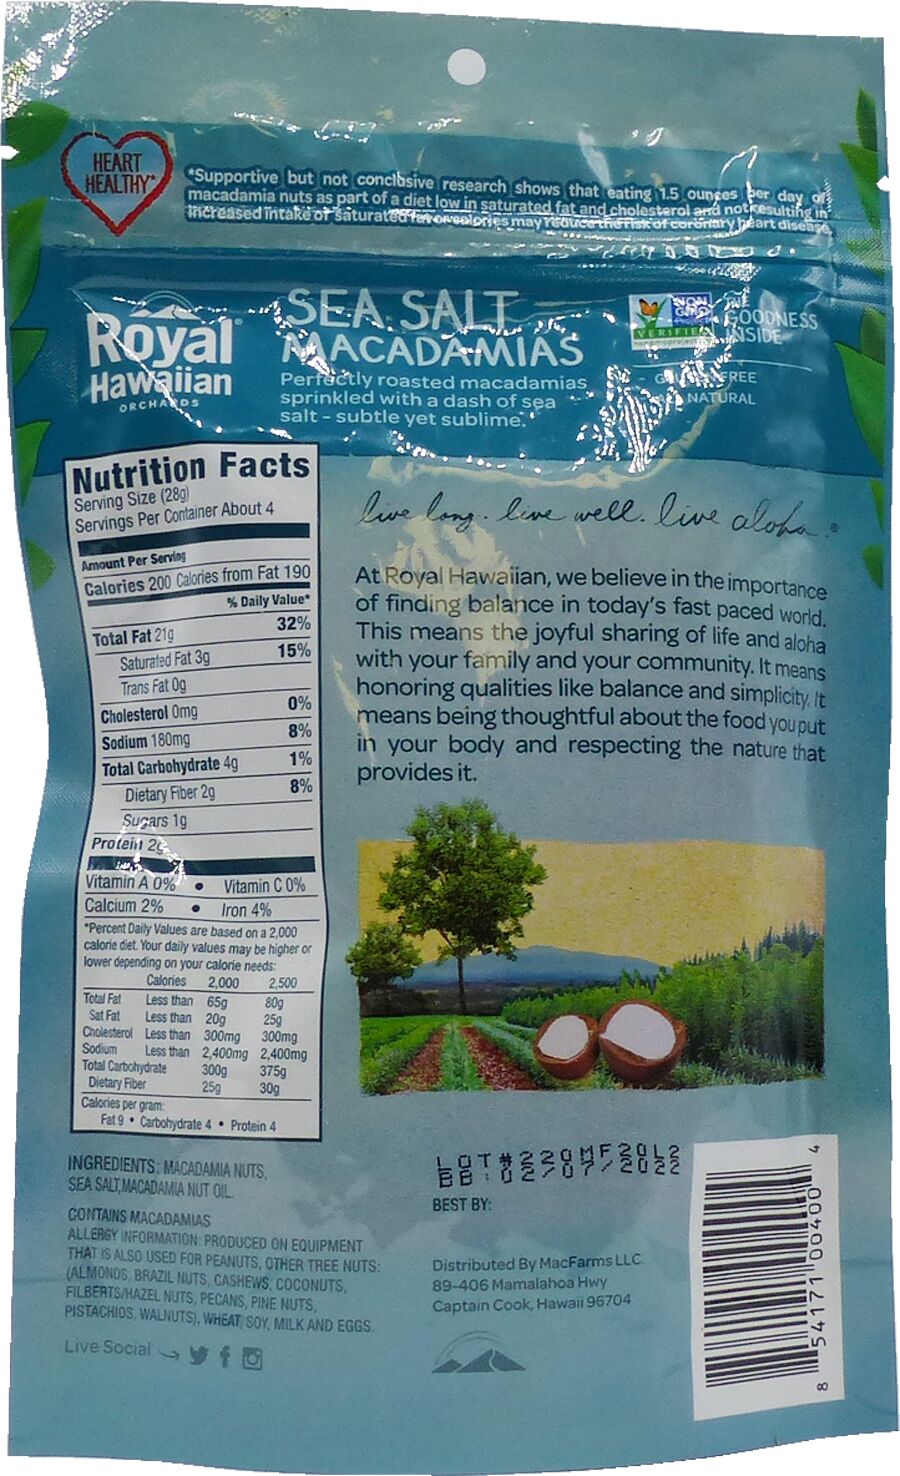 HEART
HEALTHY*
*Supportive but not conclusive research shows that eating 1.5 ounces per day of
macadamia nuts as part of a diet low in saturated fat and cholesterol and not resulting in
increased intake of saturated fat or calories may reduce the risk of coronary heart disease.
Royal®
Hawaiian
ORCHARDS
SEA SALT
MACADAMIAS
Perfectly roasted macadamias
sprinkled with a dash of sea
salt - subtle yet sublime.
NON
GMO
VERIFIED
nongmoproject
THE
GOODNESS
INSIDE
FREE
NATURAL
Nutrition Facts
Serving Size (28g)
Servings Per Container About 4
Amount Per Serving
Calories 200 Calories from Fat 190
% Daily Value*
Total Fat 21g 32%
Saturated Fat 3g 15%
Trans Fat 0g
Cholesterol 0mg 0%
Sodium 180mg 8%
Total Carbohydrate 4g 1%
Dietary Fiber 2g 8%
Sugars 1g
Protein 2g
Vitamin A 0% • Vitamin C 0%
Calcium 2% • Iron 4%
*Percent Daily Values are based on a 2,000
calorie diet. Your daily values may be higher or
lower depending on your calorie needs:
Calories 2,000 2,500
Total Fat Less than 65g 80g
Sat Fat Less than 20g 25g
Cholesterol Less than 300mg 300mg
Sodium Less than 2,400mg 2,400mg
Total Carbohydrate 300g 375g
Dietary Fiber 25g 30g
Calories per gram:
Fat 9 • Carbohydrate 4 • Protein 4
INGREDIENTS: MACADAMIA NUTS,
SEA SALT, MACADAMIA NUT OIL.
CONTAINS MACADAMIAS
ALLERGY INFORMATION: PRODUCED ON EQUIPMENT
THAT IS ALSO USED FOR PEANUTS, OTHER TREE NUTS:
(ALMONDS, BRAZIL NUTS, CASHEWS, COCONUTS,
FILBERTS/HAZEL NUTS, PECANS, PINE NUTS,
PISTACHIOS, WALNUTS), WHEAT, SOY, MILK AND EGGS.
Live Social
live long. live well. live aloha.®
At Royal Hawaiian, we believe in the importance
of finding balance in today's fast paced world.
This means the joyful sharing of life and aloha
with your family and your community. It means
honoring qualities like balance and simplicity. It
means being thoughtful about the food you put
in your body and respecting the nature that
provides it.
LOT#220MF20L2
BB:02/07/2022
BEST BY:
Distributed By MacFarms LLC.
89-406 Mamalahoa Hwy
Captain Cook, Hawaii 96704
8 54171 00400 4